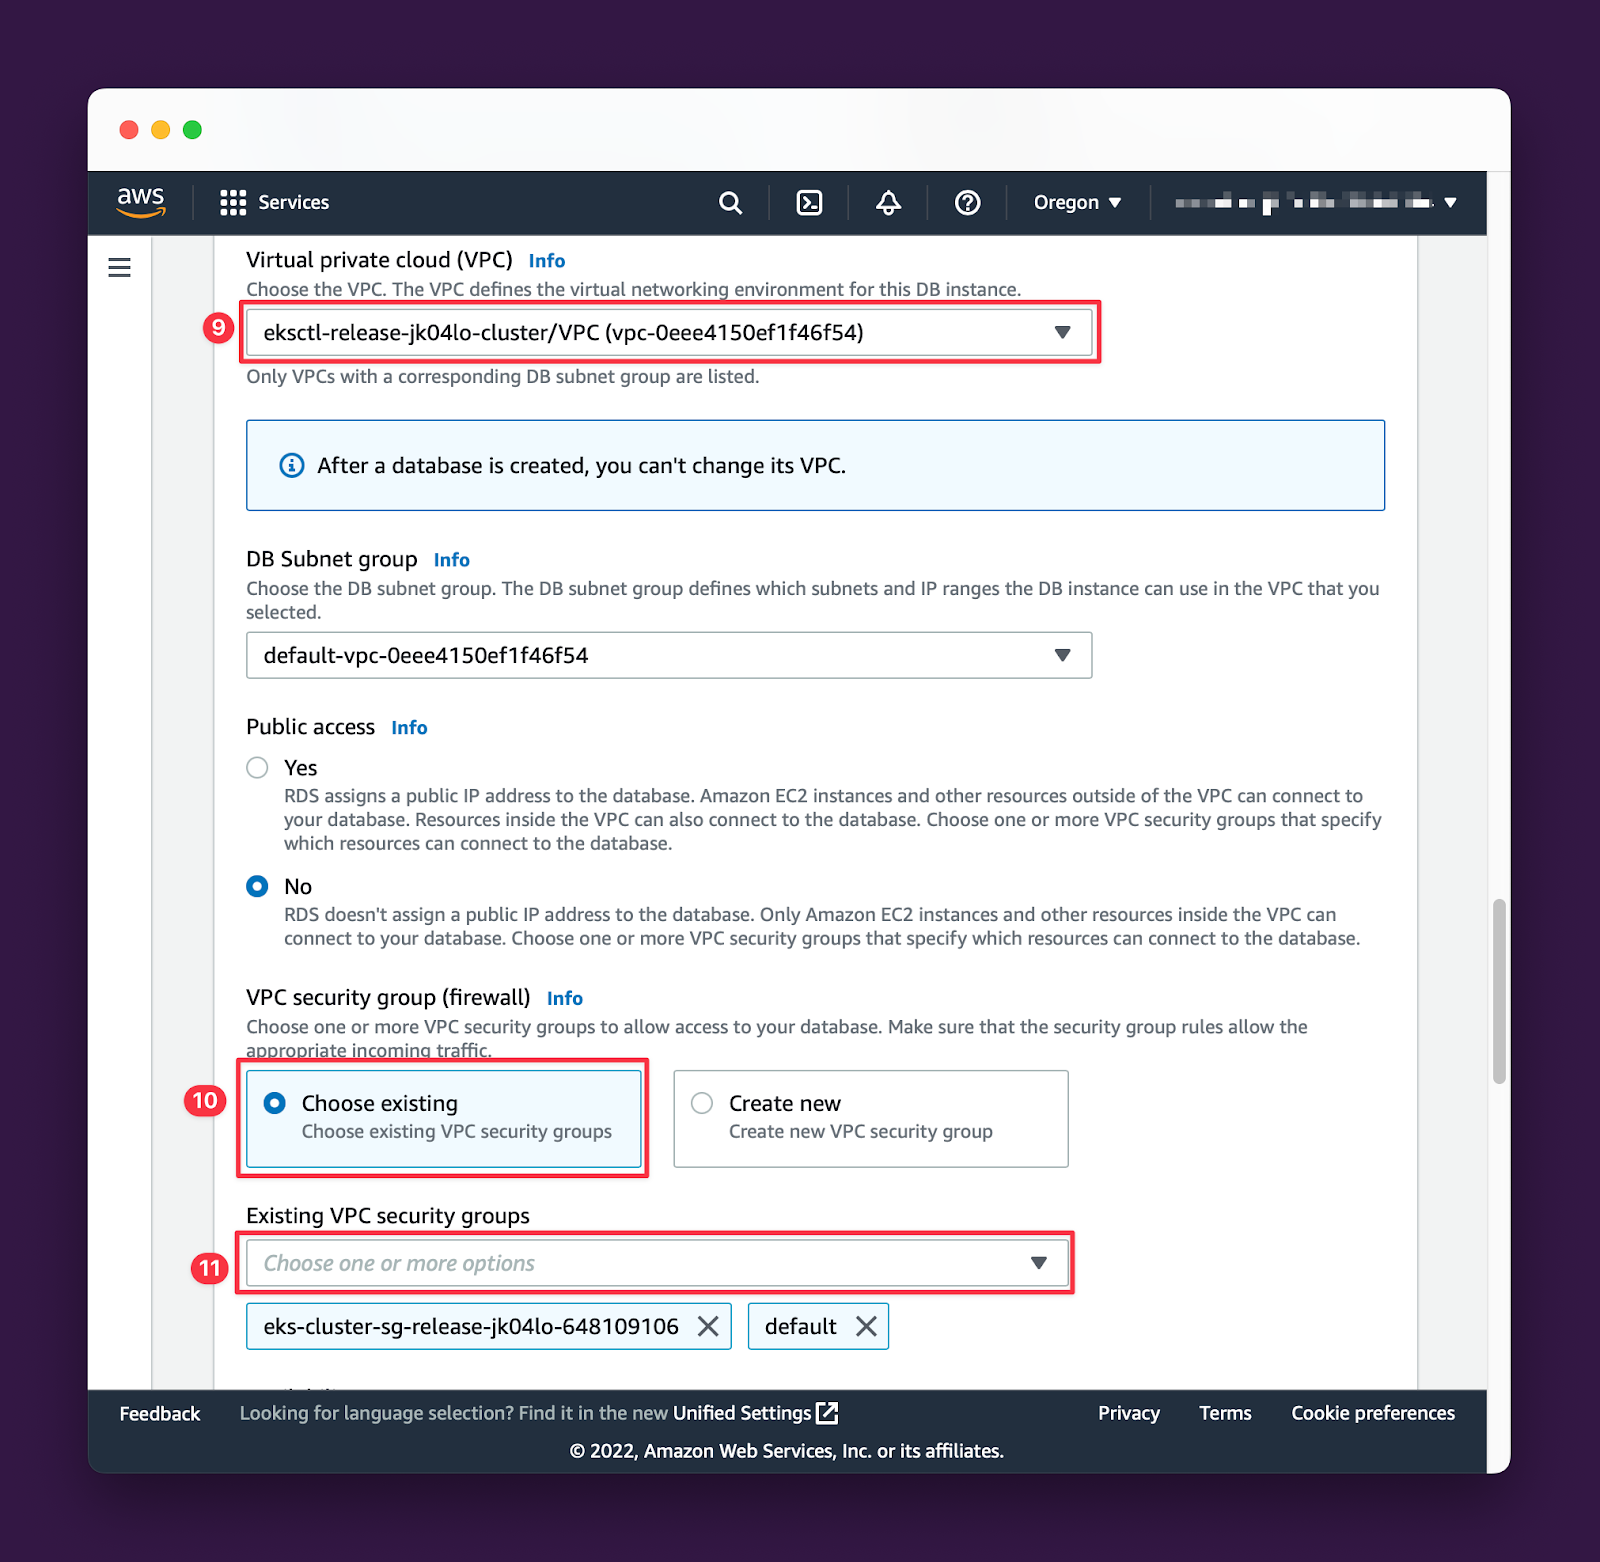 aws
Services
Oregon
Virtual private cloud (VPC) Info
Choose the VPC. The VPC defines the virtual networking environment for this DB instance.
9
eksctl-release-jk04lo-cluster/VPC (vpc-0eee4150ef1f46f54)
Only VPCs with a corresponding DB subnet group are listed.
After a database is created, you can't change its VPC.
DB Subnet group Info
Choose the DB subnet group. The DB subnet group defines which subnets and IP ranges the DB instance can use in the VPC that you
selected.
default-vpc-0eee4150ef1f46f54
Public access Info
Yes
RDS assigns a public IP address to the database. Amazon EC2 instances and other resources outside of the VPC can connect to
your database. Resources inside the VPC can also connect to the database. Choose one or more VPC security groups that specify
which resources can connect to the database.
No
RDS doesn't assign a public IP address to the database. Only Amazon EC2 instances and other resources inside the VPC can
connect to your database. Choose one or more VPC security groups that specify which resources can connect to the database.
VPC security group (firewall) Info
Choose one or more VPC security groups to allow access to your database. Make sure that the security group rules allow the
appropriate incoming traffic.
10
Choose existing
Choose existing VPC security groups
Create new
Create new VPC security group
Existing VPC security groups
11
Choose one or more options
eks-cluster-sg-release-jk04lo-648109106
default
Feedback
Looking for language selection? Find it in the new Unified Settings
Privacy
Terms
Cookie preferences
© 2022, Amazon Web Services, Inc. or its affiliates.